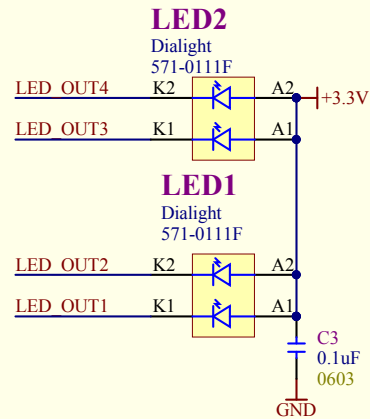 LED2
Dialight
571-0111F
LED_OUT4 K2 A2 +3.3V
LED_OUT3 K1 A1
LED1
Dialight
571-0111F
LED_OUT2 K2 A2
LED_OUT1 K1 A1
C3
0.1uF
0603
GND